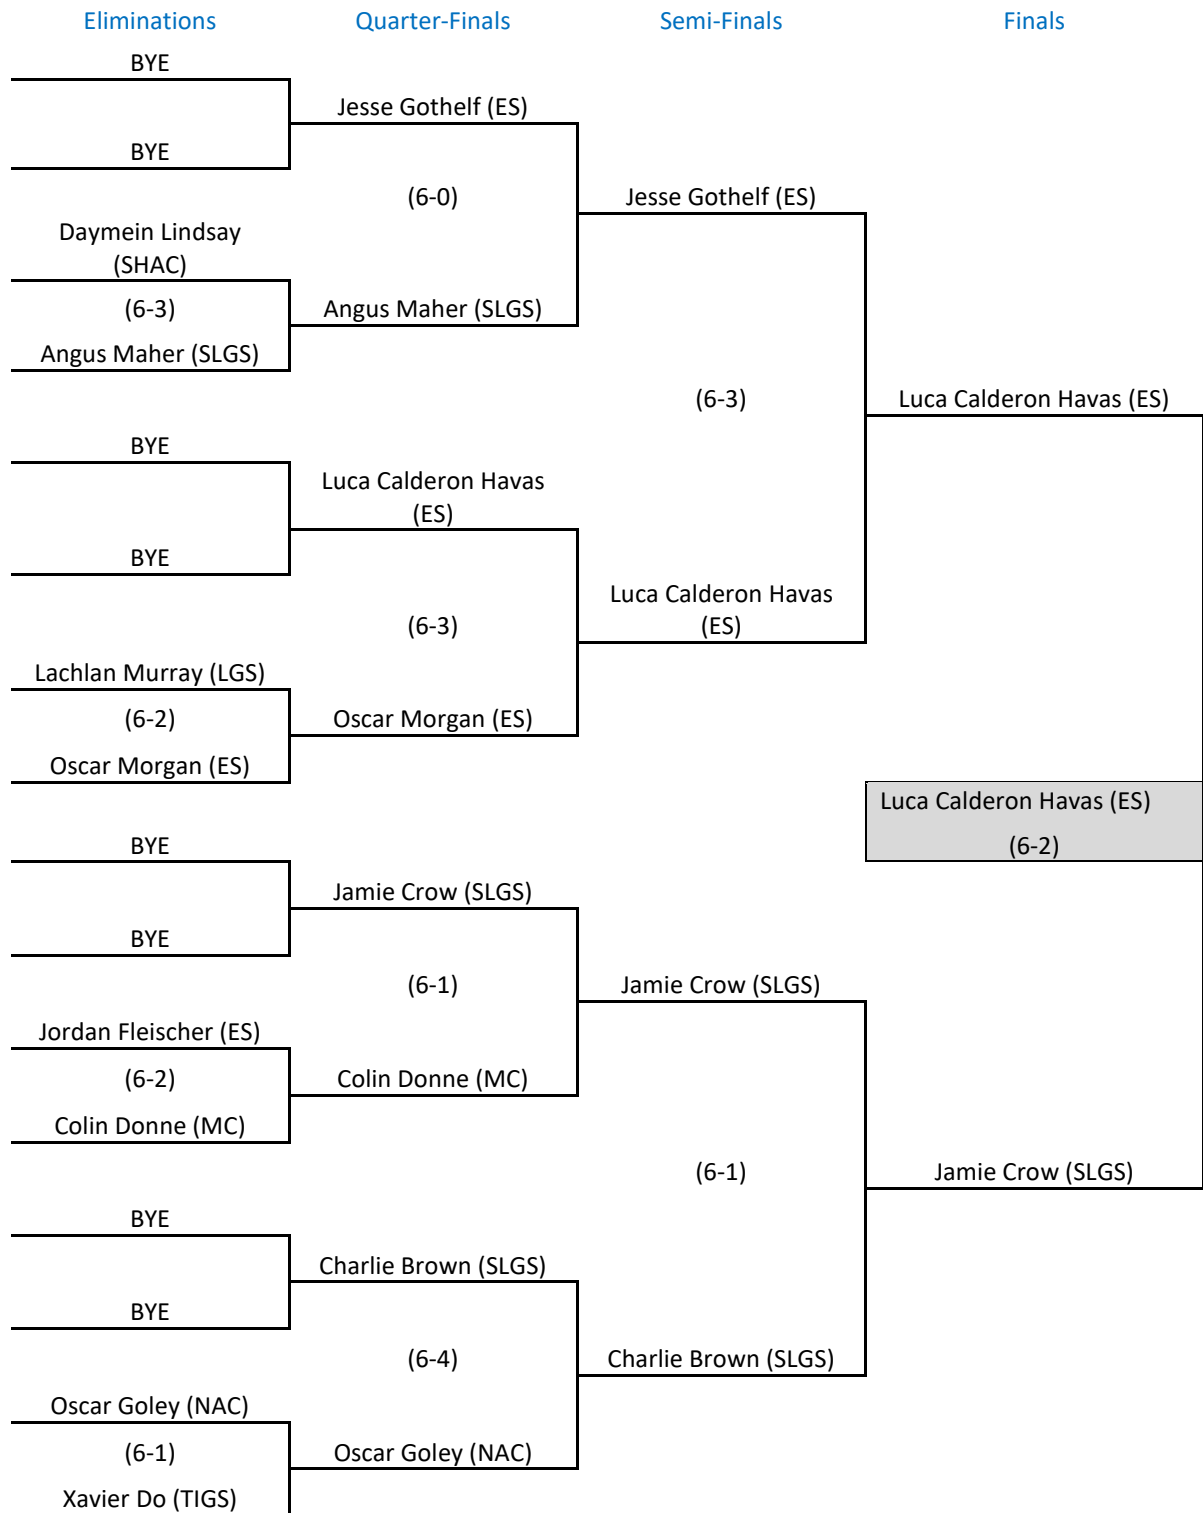 Eliminations Quarter-Finals Semi-Finals Finals
BYE
Jesse Gothelf (ES)
BYE
(6-0)
Jesse Gothelf (ES)
Daymein Lindsay
(SHAC)
(6-3)
Angus Maher (SLGS)
Angus Maher (SLGS)
(6-3)
Luca Calderon Havas (ES)
BYE
Luca Calderon Havas
(ES)
BYE
(6-3)
Luca Calderon Havas
(ES)
Lachlan Murray (LGS)
(6-2)
Oscar Morgan (ES)
Oscar Morgan (ES)
Luca Calderon Havas (ES)
(6-2)
BYE
Jamie Crow (SLGS)
BYE
(6-1)
Jamie Crow (SLGS)
Jordan Fleischer (ES)
(6-2)
Colin Donne (MC)
Colin Donne (MC)
(6-1)
Jamie Crow (SLGS)
BYE
Charlie Brown (SLGS)
BYE
(6-4)
Charlie Brown (SLGS)
Oscar Goley (NAC)
(6-1)
Oscar Goley (NAC)
Xavier Do (TIGS)